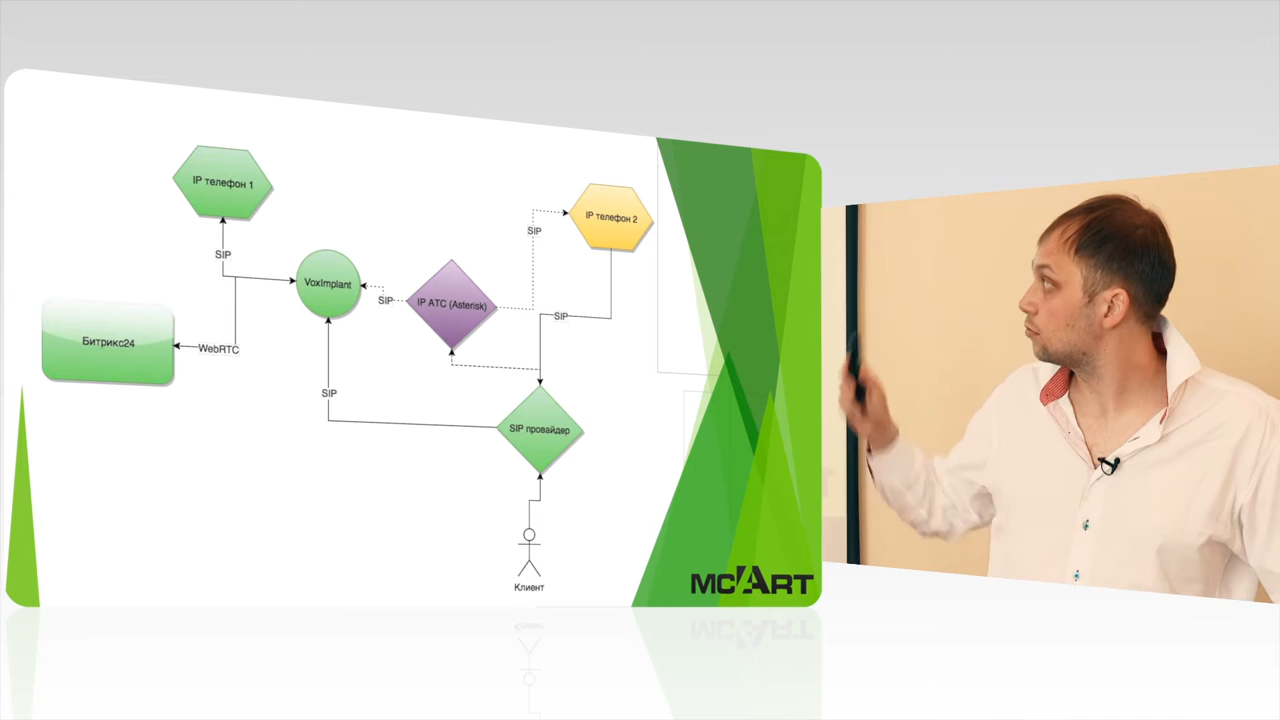 IP телефон 1
IP телефон 2
SIP
SIP
VoxImplant
SIP
IP АТС (Asterisk)
SIP
Битрикс24
WebRTC
SIP
SIP провайдер
Клиент
MCART